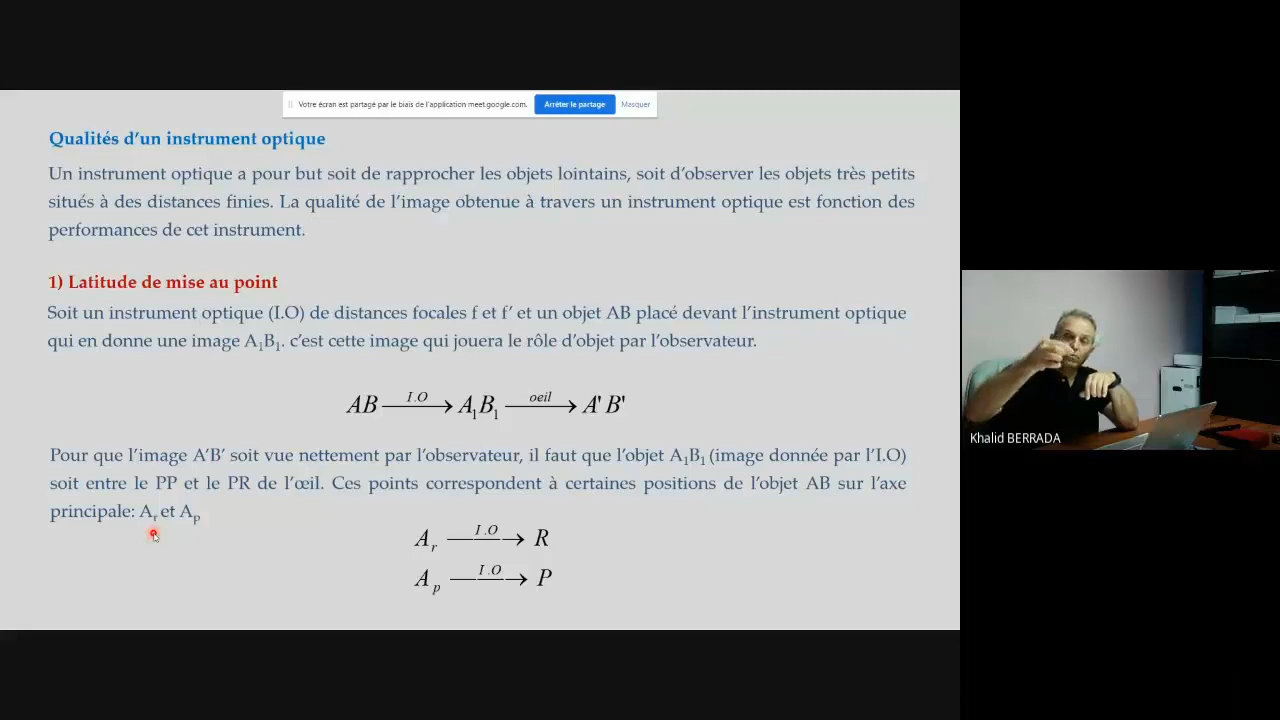 Votre écran est partagé par le biais de l'application meet.google.com. Arrêter le partage Masquer
Qualités d'un instrument optique
Un instrument optique a pour but soit de rapprocher les objets lointains, soit d'observer les objets très petits
situés à des distances finies. La qualité de l'image obtenue à travers un instrument optique est fonction des
performances de cet instrument.
1) Latitude de mise au point
Soit un instrument optique (I.O) de distances focales f et f' et un objet AB placé devant l'instrument optique
qui en donne une image A₁B₁. c'est cette image qui jouera le rôle d'objet par l'observateur.
AB —I.O→ A₁B₁ —oeil→ A'B'
Pour que l'image A'B' soit vue nettement par l'observateur, il faut que l'objet A₁B₁ (image donnée par l'I.O)
soit entre le PP et le PR de l'œil. Ces points correspondent à certaines positions de l'objet AB sur l'axe
principale: Aᵣ et Aₚ
Aᵣ —I.O→ R
Aₚ —I.O→ P
Khalid BERRADA